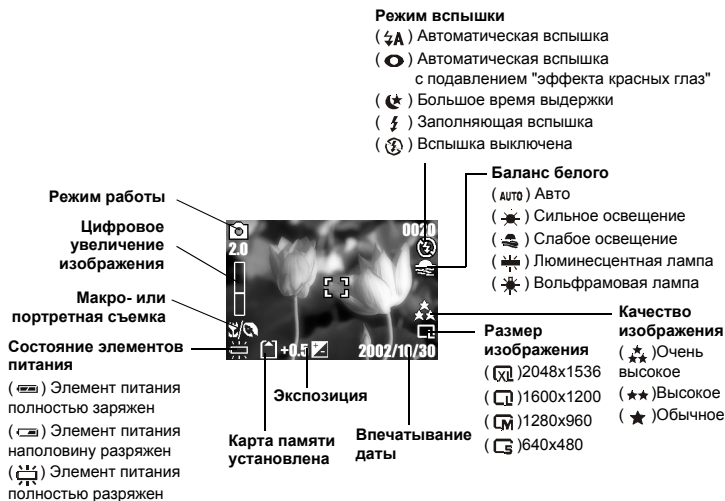 Режим вспышки
( A ) Автоматическая вспышка
( ) Автоматическая вспышка
с подавлением "эффекта красных глаз"
( ) Большое время выдержки
( ) Заполняющая вспышка
( ) Вспышка выключена
Баланс белого
( AUTO ) Авто
( ) Сильное освещение
( ) Слабое освещение
( ) Люминесцентная лампа
( ) Вольфрамовая лампа
Режим работы
Цифровое
увеличение
изображения
Макро- или
портретная съемка
Состояние элементов
питания
( ) Элемент питания
полностью заряжен
( ) Элемент питания
наполовину разряжен
( ) Элемент питания
полностью разряжен
0020
2.0
+0.5
2002/10/30
Экспозиция
Карта памяти
установлена
Впечатывание
даты
Размер
изображения
( XL )2048x1536
( L )1600x1200
( M )1280x960
( S )640x480
Качество
изображения
( )Очень
высокое
( )Высокое
( )Обычное